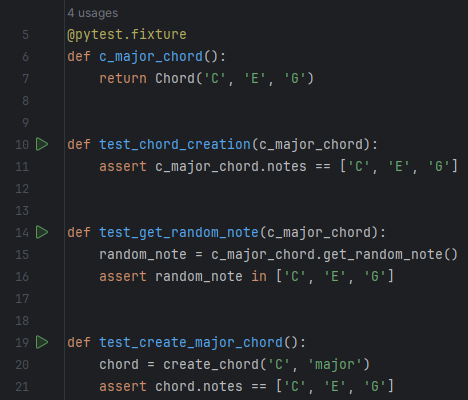 4 usages
5 @pytest.fixture
6 def c_major_chord():
7     return Chord('C', 'E', 'G')
8
9
10 def test_chord_creation(c_major_chord):
11     assert c_major_chord.notes == ['C', 'E', 'G']
12
13
14 def test_get_random_note(c_major_chord):
15     random_note = c_major_chord.get_random_note()
16     assert random_note in ['C', 'E', 'G']
17
18
19 def test_create_major_chord():
20     chord = create_chord('C', 'major')
21     assert chord.notes == ['C', 'E', 'G']